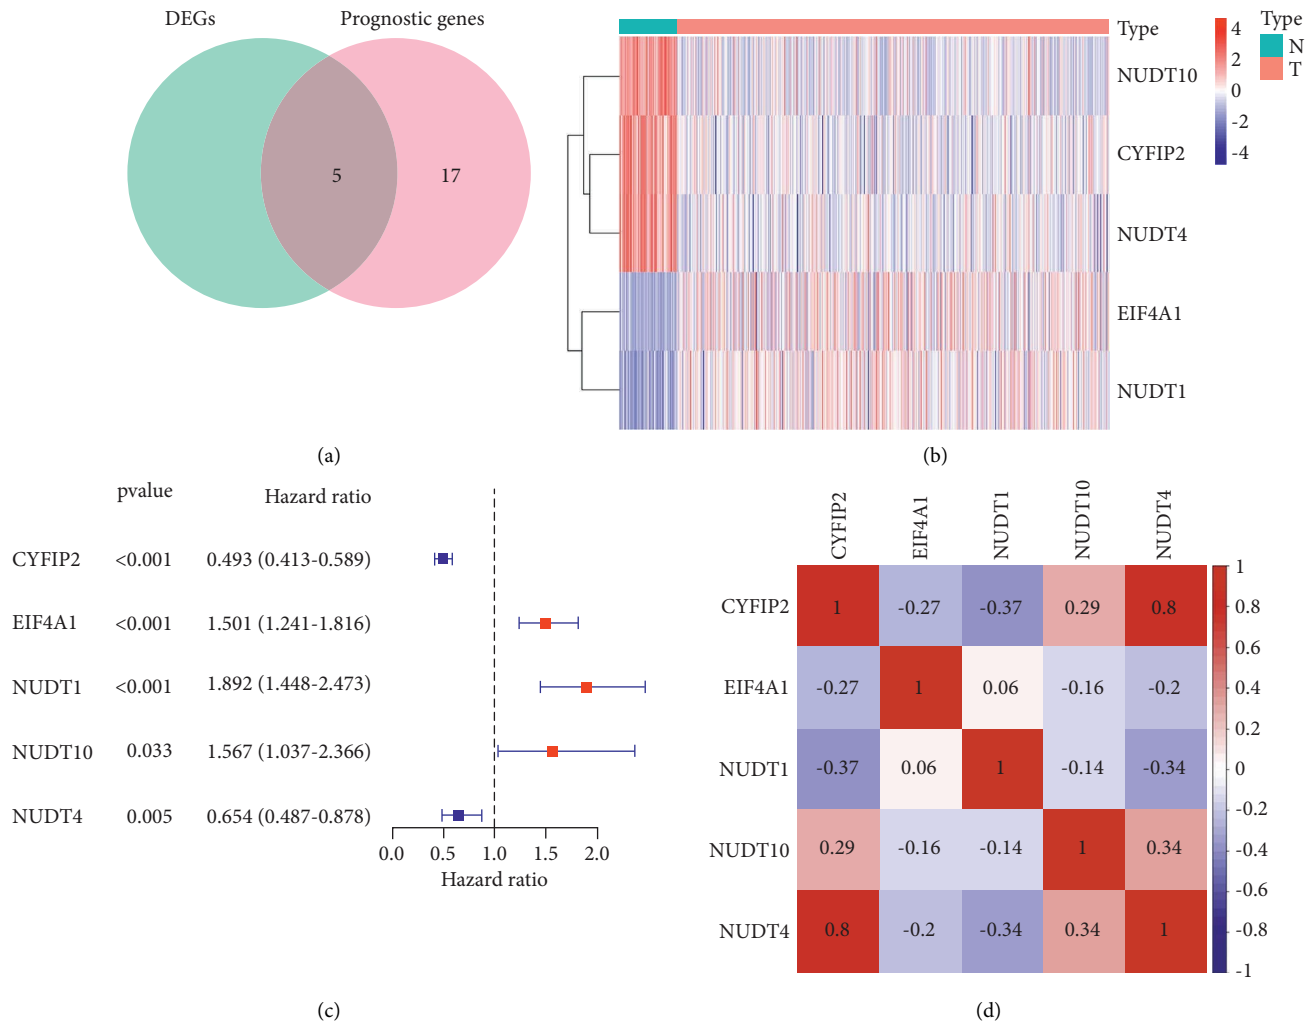 DEGs
Prognostic genes
5
17
(a)
Type
NUDT10
CYFIP2
NUDT4
EIF4A1
NUDT1
4
2
0
-2
-4
Type
N
T
(b)
pvalue
Hazard ratio
CYFIP2 <0.001 0.493 (0.413-0.589)
EIF4A1 <0.001 1.501 (1.241-1.816)
NUDT1 <0.001 1.892 (1.448-2.473)
NUDT10 0.033 1.567 (1.037-2.366)
NUDT4 0.005 0.654 (0.487-0.878)
0.0 0.5 1.0 1.5 2.0
Hazard ratio
(c)
CYFIP2 EIF4A1 NUDT1 NUDT10 NUDT4
CYFIP2 1 -0.27 -0.37 0.29 0.8
EIF4A1 -0.27 1 0.06 -0.16 -0.2
NUDT1 -0.37 0.06 1 -0.14 -0.34
NUDT10 0.29 -0.16 -0.14 1 0.34
NUDT4 0.8 -0.2 -0.34 0.34 1
1
0.8
0.6
0.4
0.2
0
-0.2
-0.4
-0.6
-0.8
-1
(d)